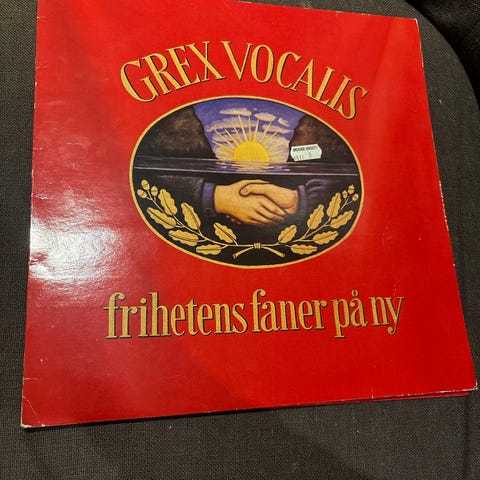 GREX VOCALIS
frihetens faner på ny